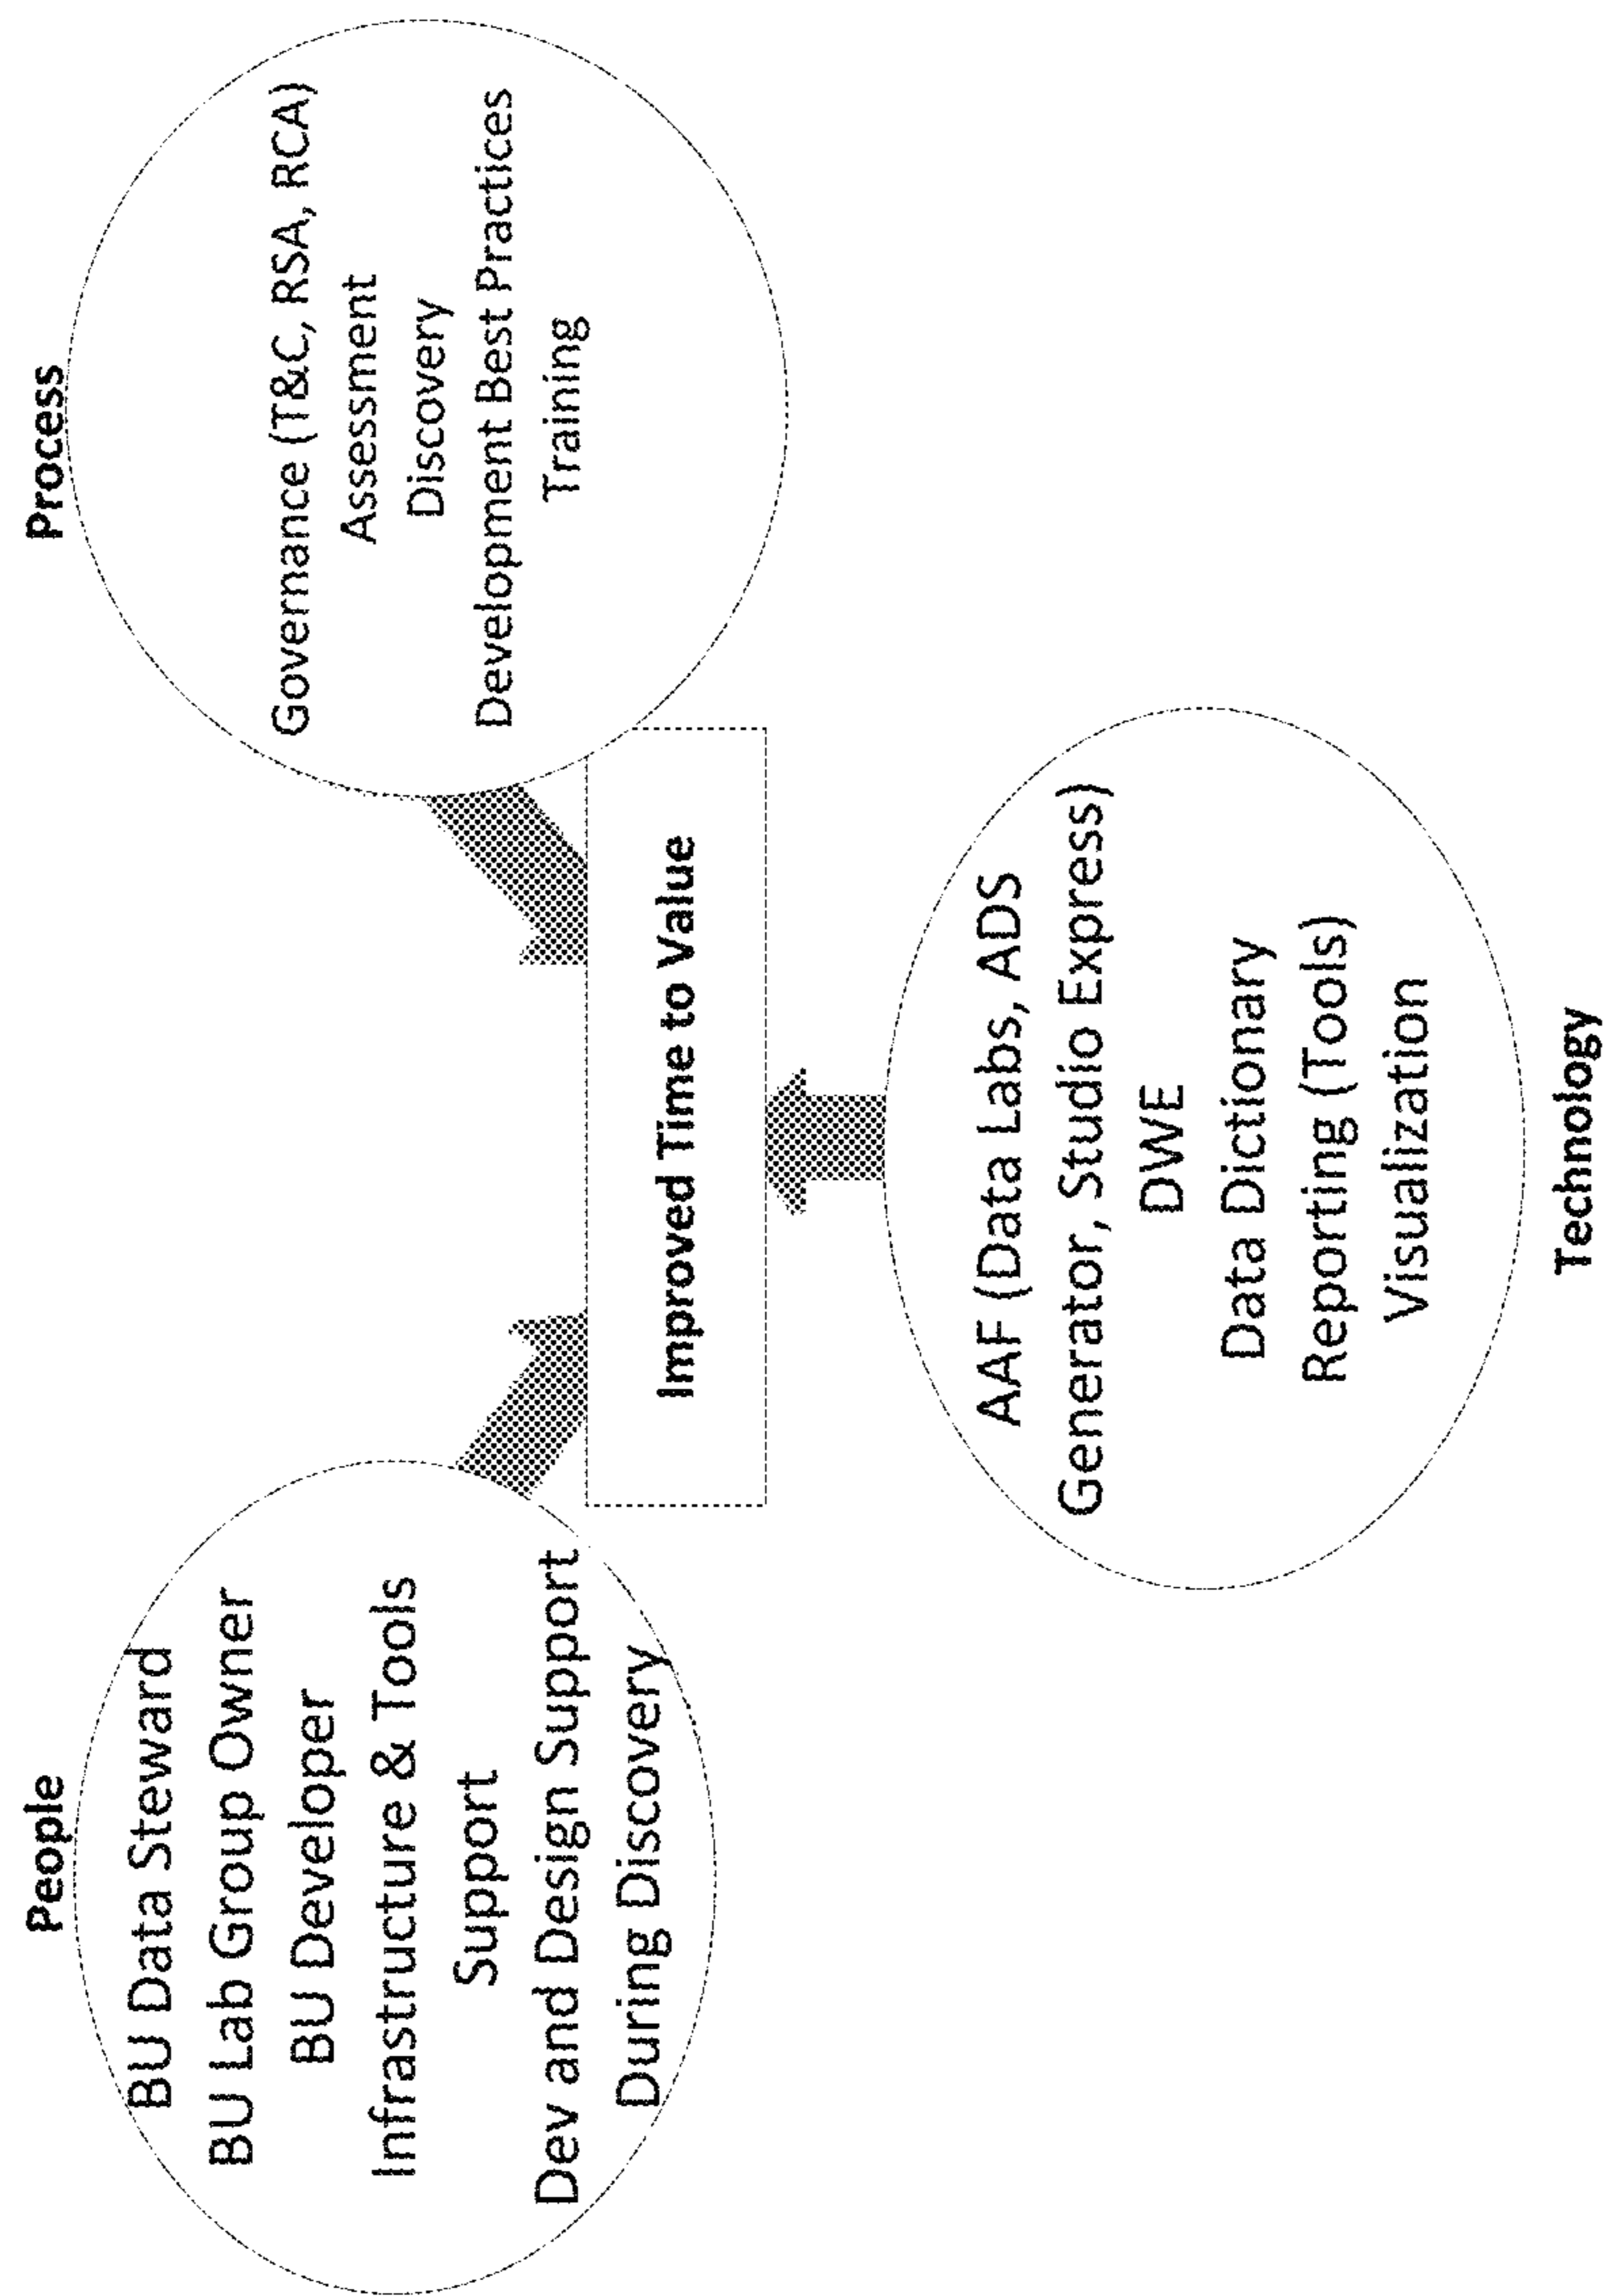 People
BU Data Steward
BU Lab Group Owner
BU Developer
Infrastructure & Tools
Support
Dev and Design Support
During Discovery
Process
Governance (T&C, RSA, RCA)
Assessment
Discovery
Development Best Practices
Training
Improved Time to Value
AAF (Data Labs, ADS
Generator, Studio Express)
DWE
Data Dictionary
Reporting (Tools)
Visualization
Technology